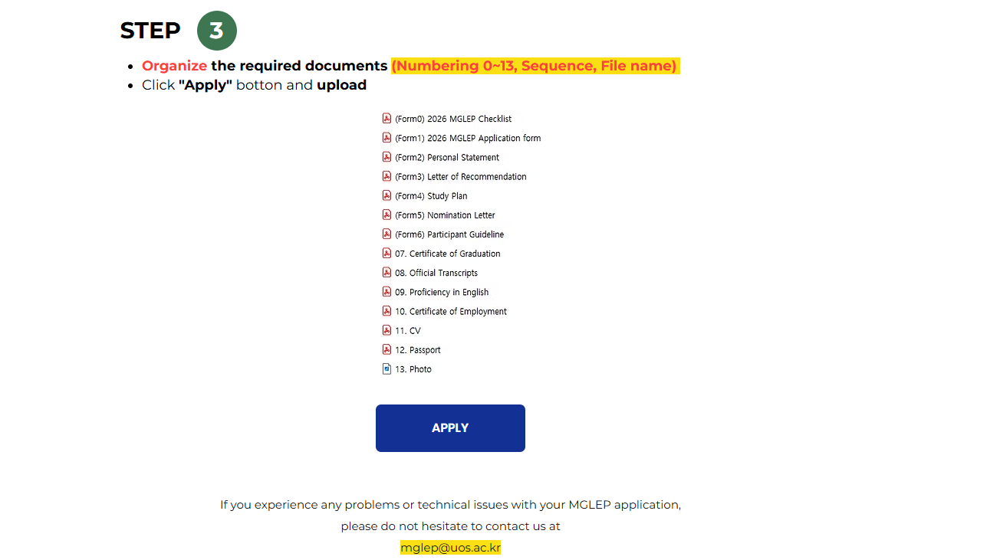 STEP 3
Organize the required documents (Numbering 0~13, Sequence, File name)
Click "Apply" botton and upload
(Form0) 2026 MGLEP Checklist
(Form1) 2026 MGLEP Application form
(Form2) Personal Statement
(Form3) Letter of Recommendation
(Form4) Study Plan
(Form5) Nomination Letter
(Form6) Participant Guideline
07. Certificate of Graduation
08. Official Transcripts
09. Proficiency in English
10. Certificate of Employment
11. CV
12. Passport
13. Photo
APPLY
If you experience any problems or technical issues with your MGLEP application,
please do not hesitate to contact us at
mglep@uos.ac.kr